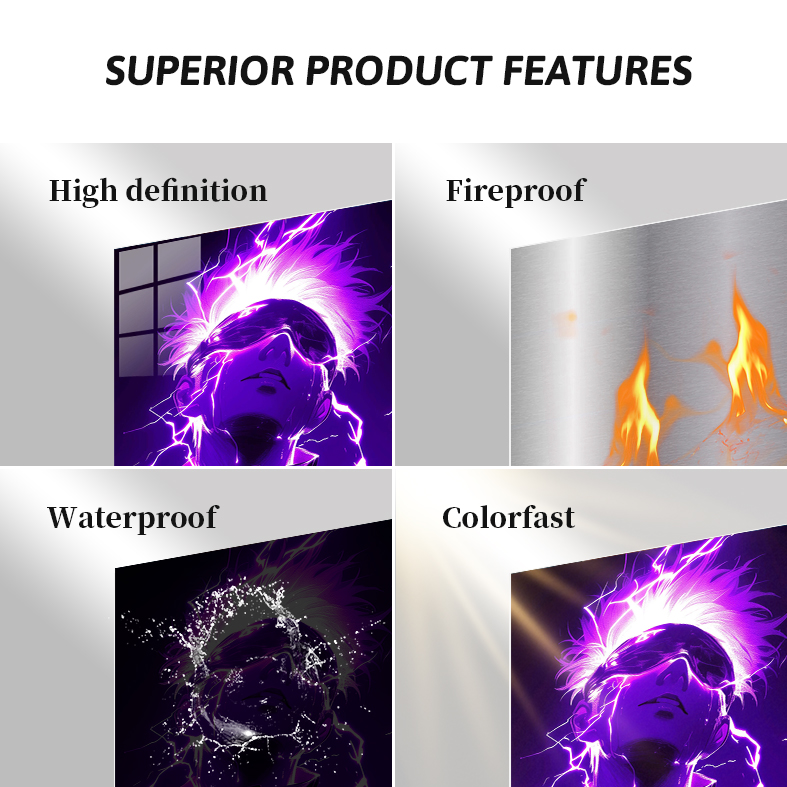 SUPERIOR PRODUCT FEATURES
High definition
Fireproof
Waterproof
Colorfast